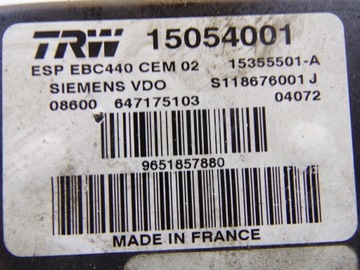 TRW 15054001
ESP EBC440 CEM 02 15355501-A
SIEMENS VDO S118676001 J
08600 647175103 04072
9651857880
MADE IN FRANCE